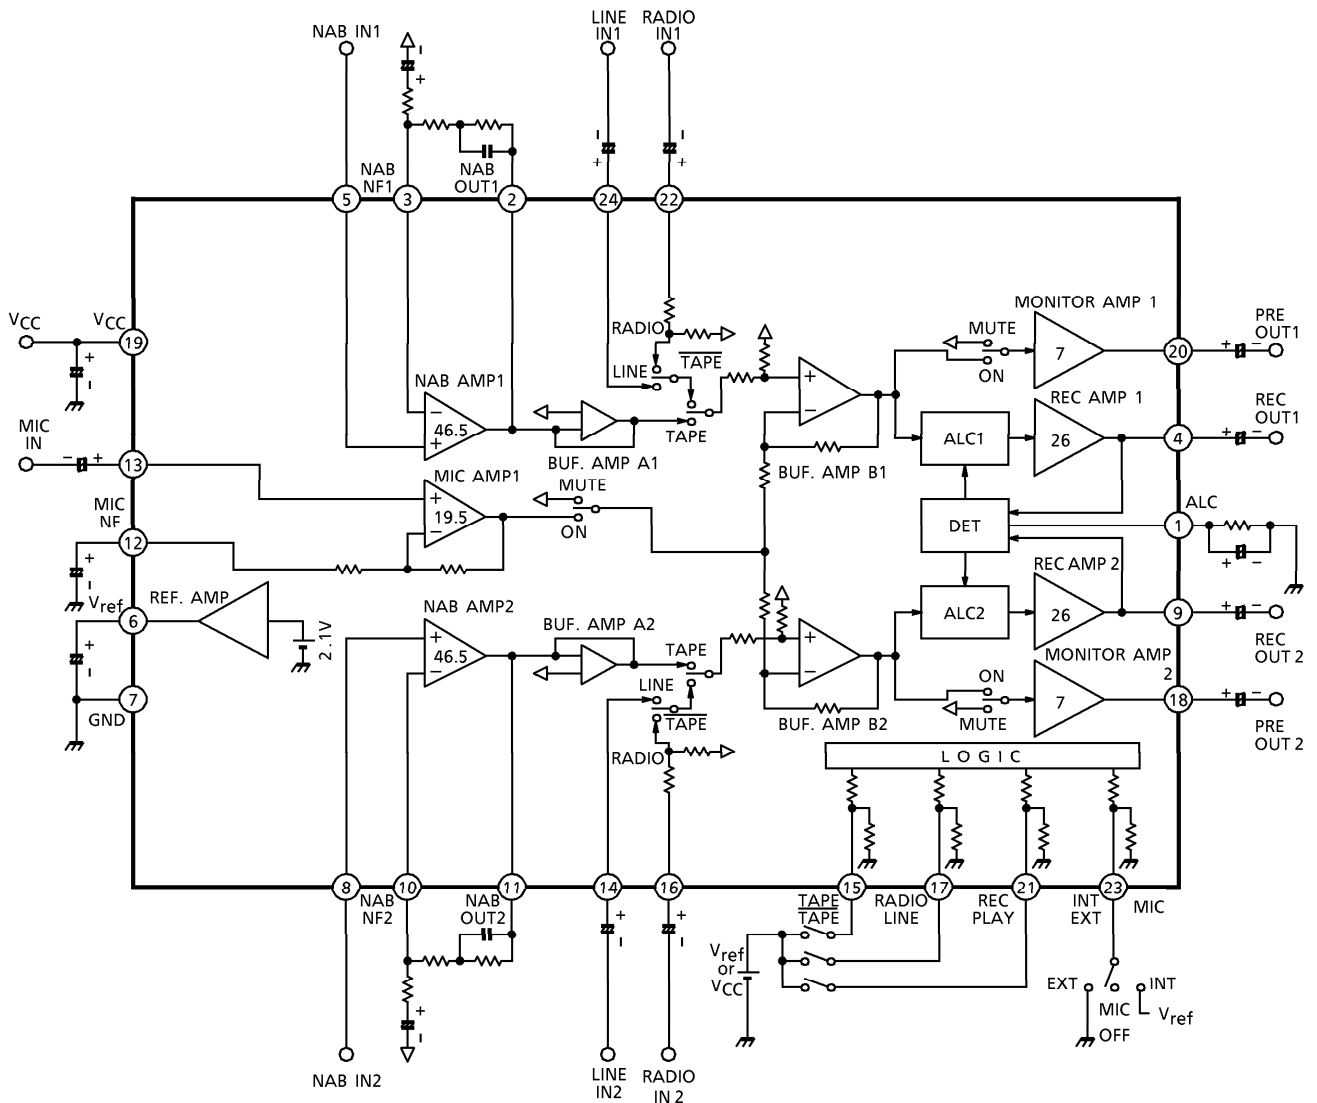 NAB IN1
LINE
IN1
RADIO
IN1
−
+
NAB
NF1
NAB
OUT1
−
+
−
+
5
3
2
24
22
VCC
VCC
19
+
−
MIC
IN
− +
13
MIC
NF
12
+
−
Vref
6
+
−
7
GND
REF. AMP
2.1V
NAB AMP1
−
46.5
+
MIC AMP1
+
19.5
−
NAB AMP2
+
46.5
−
BUF. AMP A1
MUTE
ON
BUF. AMP A2
RADIO
LINE
TAPE
TAPE
TAPE
LINE
TAPE
RADIO
+
−
BUF. AMP B1
+
−
BUF. AMP B2
MUTE
ON
MONITOR AMP 1
7
REC AMP 1
26
ALC1
DET
ALC2
REC AMP 2
26
MONITOR AMP
2
7
ON
MUTE
20
+ −
PRE
OUT1
4
+ −
REC
OUT1
ALC
1
+ −
9
+ −
REC
OUT 2
18
+ −
PRE
OUT 2
LOGIC
8
10
11
14
16
15
17
21
23
NAB
NF2
NAB
OUT2
+
−
+
−
+
−
NAB IN2
LINE
IN2
RADIO
IN 2
TAPE
TAPE
RADIO
LINE
REC
PLAY
INT
EXT
MIC
Vref
or
VCC
EXT
INT
MIC
OFF
Vref